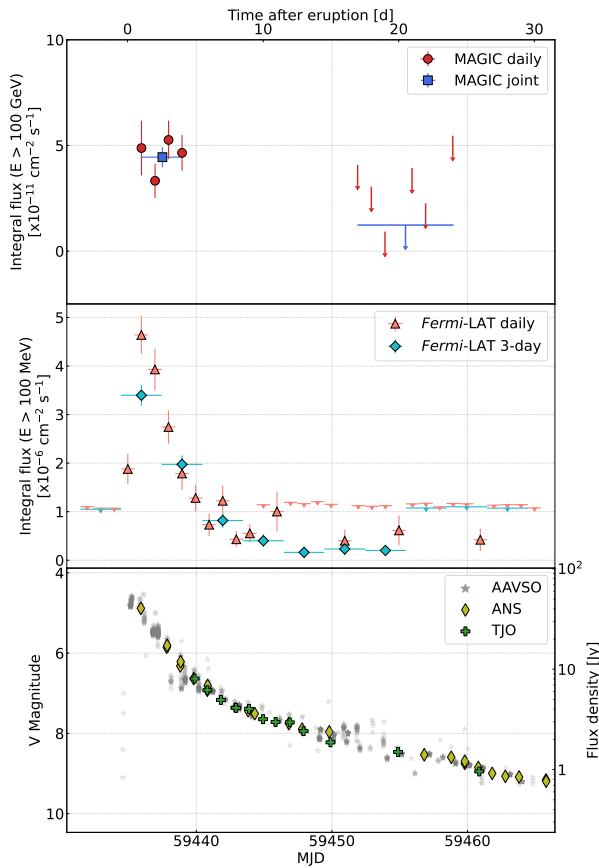 Time after eruption [d]
0 10 20 30
10
5
0
Integral flux (E > 100 GeV)
[x10⁻¹¹ cm⁻² s⁻¹]
MAGIC daily
MAGIC joint
5
4
3
2
1
0
Integral flux (E > 100 MeV)
[x10⁻⁶ cm⁻² s⁻¹]
Fermi-LAT daily
Fermi-LAT 3-day
4
6
8
10
V Magnitude
AAVSO
ANS
TJO
10²
10
1
Flux density [Jy]
59440 59450 59460
MJD